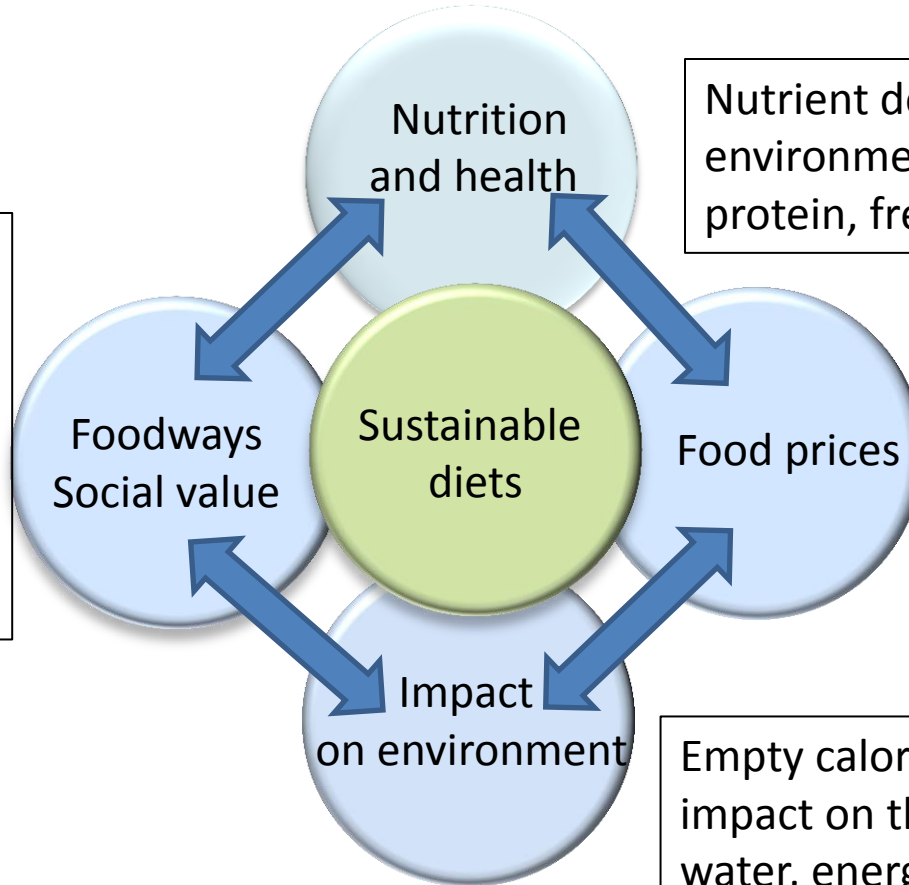 Nutrition
and health
Nutrient
environme
protein, fre
Foodways
Social value
Sustainable
diets
Food prices
Impact
on environment
Empty calor
impact on th
water, energ